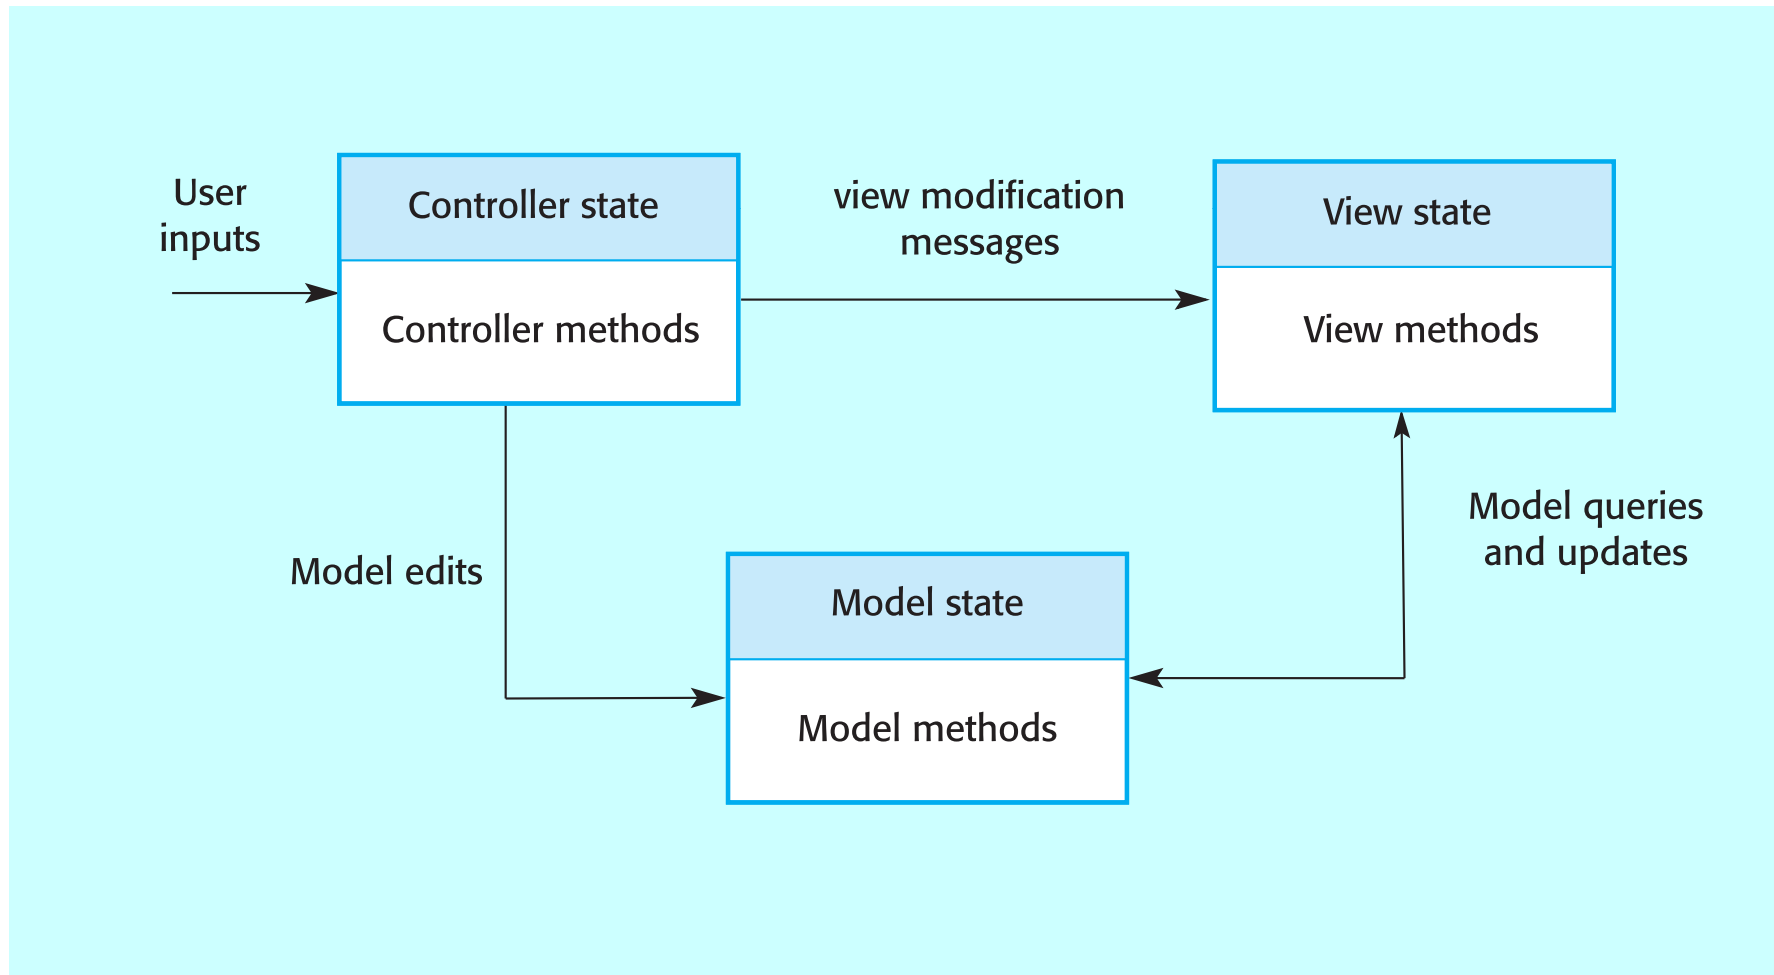 User
inputs
Controller state
Controller methods
view modification
messages
View state
View methods
Model edits
Model state
Model methods
Model queries
and updates